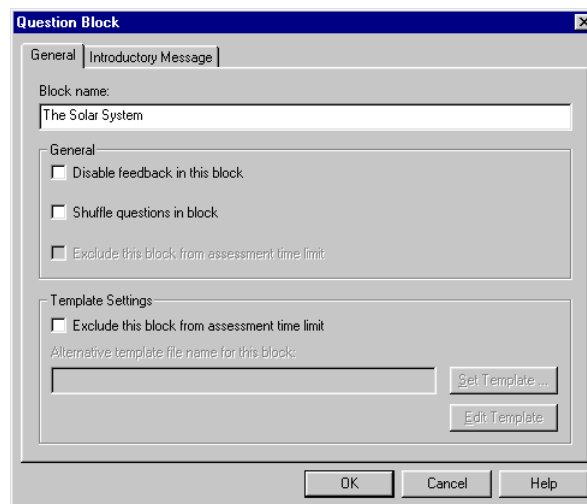 Question Block
General
Introductory Message
Block name:
The Solar System
General
Disable feedback in this block
Shuffle questions in block
Exclude this block from assessment time limit
Template Settings
Exclude this block from assessment time limit
Alternative template file name for this block:
Set Template ...
Edit Template
OK
Cancel
Help